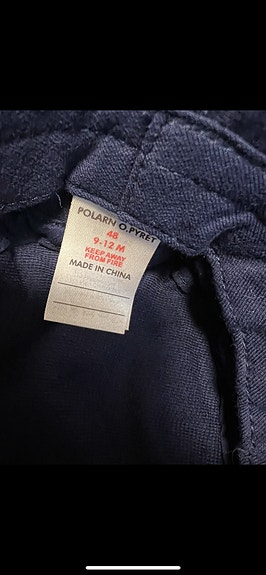 POLARN O.PYRET
48
9-12 M
KEEP AWAY
FROM FIRE
MADE IN CHINA